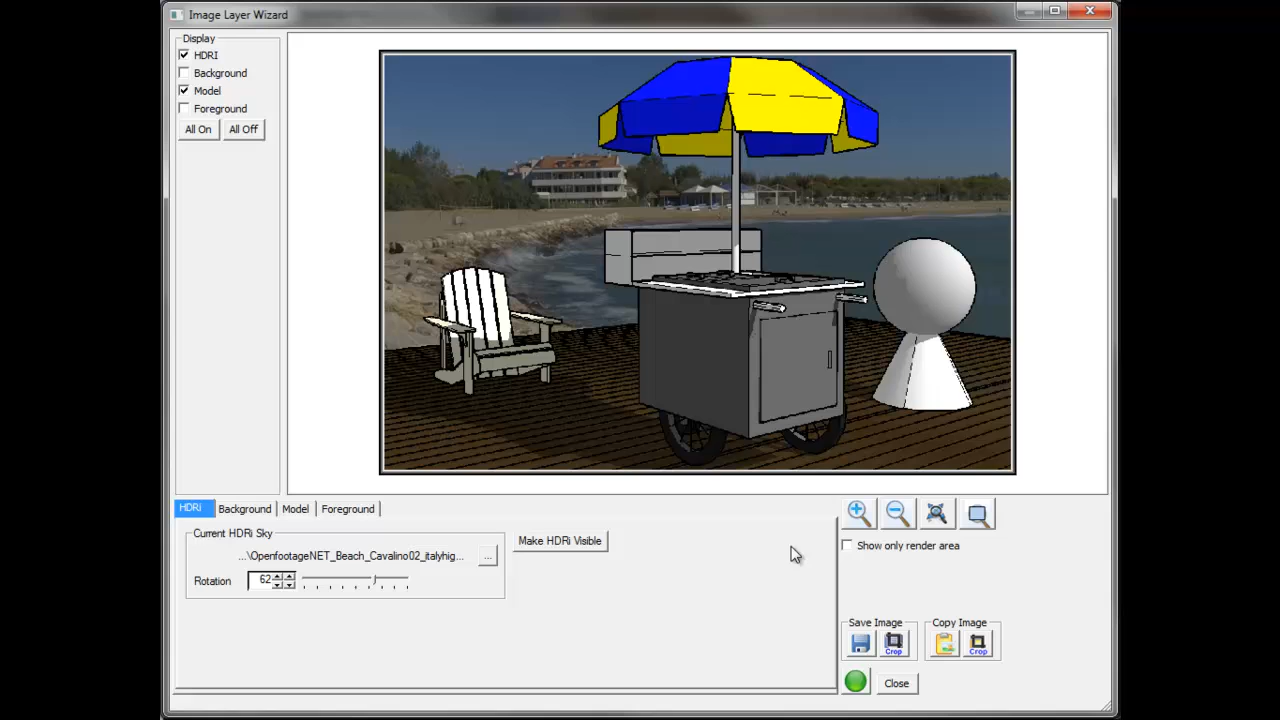 Image Layer Wizard
Display
HDRI
Background
Model
Foreground
All On All Off
HDRi Background Model Foreground
Current HDRi Sky
...\OpenfootageNET_Beach_Cavalino02_italyhig... ...
Make HDRi Visible
Rotation 62
Show only render area
Save Image Copy Image
Crop Crop
Close